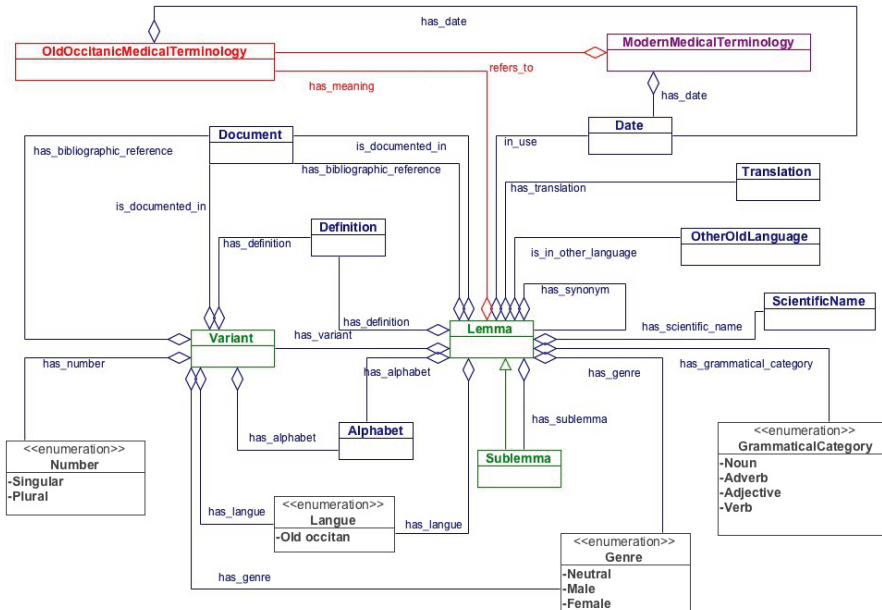 has_date
OldOccitanicMedicalTerminology
ModernMedicalTerminology
refers_to
has_meaning
has_date
Document
is_documented_in
in_use
Date
has_bibliographic_reference
has_bibliographic_reference
Translation
has_translation
is_documented_in
Definition
OtherOldLanguage
has_definition
is_in_other_language
has_synonym
ScientificName
has_definition
Lemma
has_scientific_name
Variant
has_variant
has_number
has_alphabet
has_genre
has_grammatical_category
has_sublemma
Alphabet
<<enumeration>>
GrammaticalCategory
-Noun
-Adverb
-Adjective
-Verb
has_alphabet
<<enumeration>>
Number
-Singular
-Plural
Sublemma
<<enumeration>>
Langue
-Old occitan
has_langue
has_langue
<<enumeration>>
Genre
-Neutral
-Male
-Female
has_genre